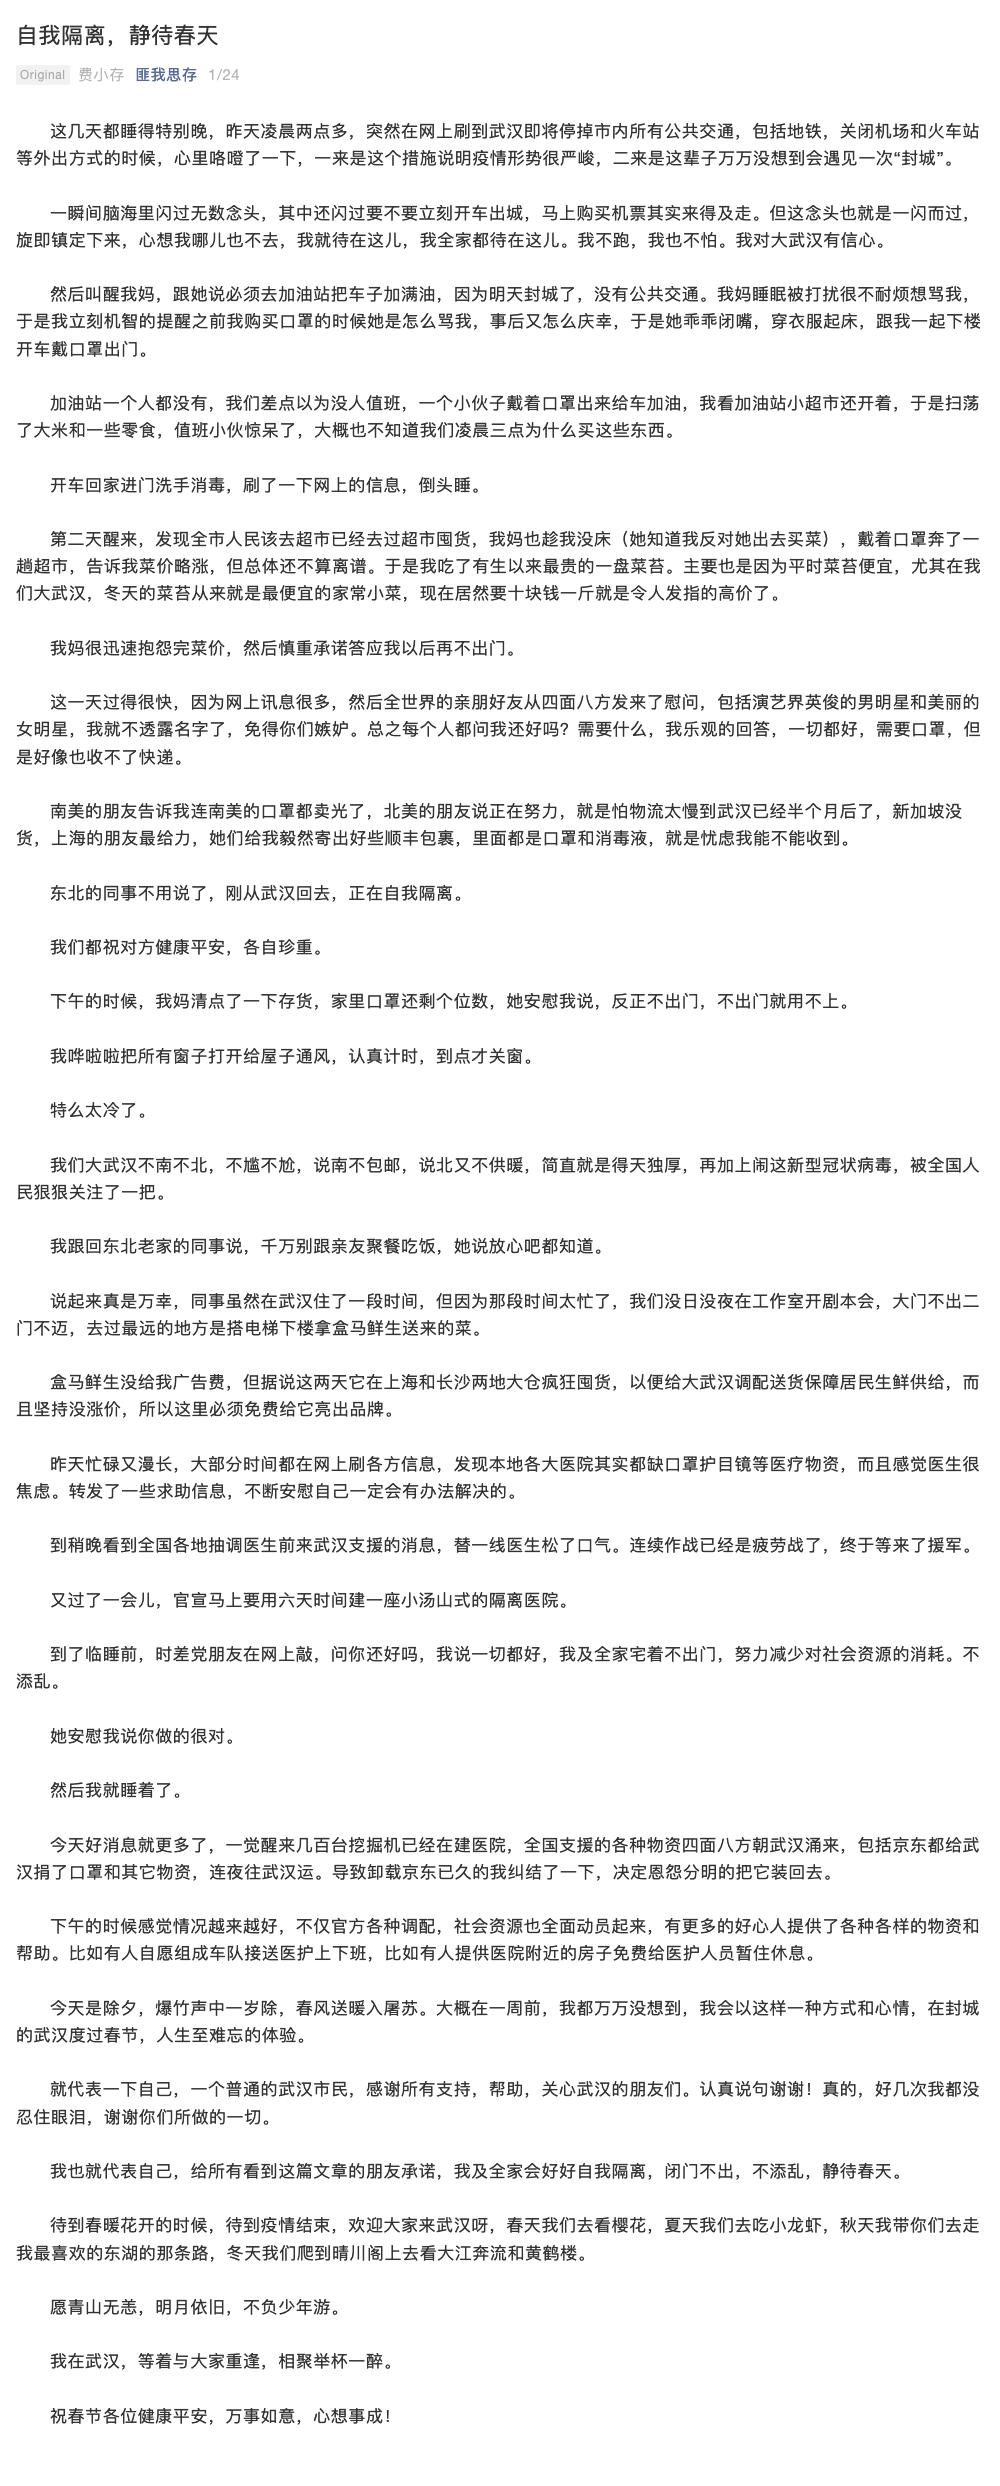 自我隔离，静待春天
Original 费小存 匪我思存 1/24
这几天都睡得特别晚，昨天凌晨两点多，突然在网上刷到武汉即将停掉市内所有公共交通，包括地铁，关闭机场和火车站
等外出方式的时候，心里咯噔了一下，一来是这个措施说明疫情形势很严峻，二来是这辈子万万没想到会遇见一次“封城”。
一瞬间脑海里闪过无数念头，其中还闪过要不要立刻开车出城，马上购买机票其实来得及走。但这念头也就是一闪而过，
旋即镇定下来，心想我哪儿也不去，我就待在这儿，我全家都待在这儿。我不跑，我也不怕。我对大武汉有信心。
然后叫醒我妈，跟她说必须去加油站把车子加满油，因为明天封城了，没有公共交通。我妈睡眠被打扰很不耐烦想骂我，
于是我立刻机智的提醒之前我购买口罩的时候她是怎么骂我，事后又怎么庆幸，于是她乖乖闭嘴，穿衣服起床，跟我一起下楼
开车戴口罩出门。
加油站一个人都没有，我们差点以为没人值班，一个小伙子戴着口罩出来给车加油，我看加油站小超市还开着，于是扫荡
了大米和一些零食，值班小伙惊呆了，大概也不知道我们凌晨三点为什么买这些东西。
开车回家进门洗手消毒，刷了一下网上的信息，倒头睡。
第二天醒来，发现全市人民该去超市已经去过超市囤货，我妈也趁我没床（她知道我反对她出去买菜），戴着口罩奔了一
趟超市，告诉我菜价略涨，但总体还不算离谱。于是我吃了有生以来最贵的一盘菜苔。主要也是因为平时菜苔便宜，尤其在我
们大武汉，冬天的菜苔从来就是最便宜的家常小菜，现在居然要十块钱一斤就是令人发指的高价了。
我妈很迅速抱怨完菜价，然后慎重承诺答应我以后再不出门。
这一天过得很快，因为网上讯息很多，然后全世界的亲朋好友从四面八方发来了慰问，包括演艺界英俊的男明星和美丽的
女明星，我就不透露名字了，免得你们嫉妒。总之每个人都问我还好吗？需要什么，我乐观的回答，一切都好，需要口罩，但
是好像也收不了快递。
南美的朋友告诉我连南美的口罩都卖光了，北美的朋友说正在努力，就是怕物流太慢到武汉已经半个月后了，新加坡没
货，上海的朋友最给力，她们给我毅然寄出好些顺丰包裹，里面都是口罩和消毒液，就是忧虑我能不能收到。
东北的同事不用说了，刚从武汉回去，正在自我隔离。
我们都祝对方健康平安，各自珍重。
下午的时候，我妈清点了一下存货，家里口罩还剩个位数，她安慰我说，反正不出门，不出门就用不上。
我哗啦啦把所有窗子打开给屋子通风，认真计时，到点才关窗。
特么太冷了。
我们大武汉不南不北，不尴不尬，说南不包邮，说北又不供暖，简直就是得天独厚，再加上闹这新型冠状病毒，被全国人
民狠狠关注了一把。
我跟回东北老家的同事说，千万别跟亲友聚餐吃饭，她说放心吧都知道。
说起来真是万幸，同事虽然在武汉住了一段时间，但因为那段时间太忙了，我们没日没夜在工作室开剧本会，大门不出二
门不迈，去过最远的地方是搭电梯下楼拿盒马鲜生送来的菜。
盒马鲜生没给我广告费，但据说这两天它在上海和长沙两地大仓疯狂囤货，以便给大武汉调配送货保障居民生鲜供给，而
且坚持没涨价，所以这里必须免费给它亮出品牌。
昨天忙碌又漫长，大部分时间都在网上刷各方信息，发现本地各大医院其实都缺口罩护目镜等医疗物资，而且感觉医生很
焦虑。转发了一些求助信息，不断安慰自己一定会有办法解决的。
到稍晚看到全国各地抽调医生前来武汉支援的消息，替一线医生松了口气。连续作战已经是疲劳战了，终于等来了援军。
又过了一会儿，官宣马上要用六天时间建一座小汤山式的隔离医院。
到了临睡前，时差党朋友在网上敲，问你还好吗，我说一切都好，我及全家宅着不出门，努力减少对社会资源的消耗。不
添乱。
她安慰我说你做的很对。
然后我就睡着了。
今天好消息就更多了，一觉醒来几百台挖掘机已经在建医院，全国支援的各种物资四面八方朝武汉涌来，包括京东都给武
汉捐了口罩和其它物资，连夜往武汉运。导致卸载京东已久的我纠结了一下，决定恩怨分明的把它装回去。
下午的时候感觉情况越来越好，不仅官方各种调配，社会资源也全面动员起来，有更多的好心人提供了各种各样的物资和
帮助。比如有人自愿组成车队接送医护上下班，比如有人提供医院附近的房子免费给医护人员暂住休息。
今天是除夕，爆竹声中一岁除，春风送暖入屠苏。大概在一周前，我都万万没想到，我会以这样一种方式和心情，在封城
的武汉度过春节，人生至难忘的体验。
就代表一下自己，一个普通的武汉市民，感谢所有支持，帮助，关心武汉的朋友们。认真说句谢谢！真的，好几次我都没
忍住眼泪，谢谢你们所做的一切。
我也就代表自己，给所有看到这篇文章的朋友承诺，我及全家会好好自我隔离，闭门不出，不添乱，静待春天。
待到春暖花开的时候，待到疫情结束，欢迎大家来武汉呀，春天我们去看樱花，夏天我们去吃小龙虾，秋天我带你们去走
我最喜欢的东湖的那条路，冬天我们爬到晴川阁上去看大江奔流和黄鹤楼。
愿青山无恙，明月依旧，不负少年游。
我在武汉，等着与大家重逢，相聚举杯一醉。
祝春节各位健康平安，万事如意，心想事成！